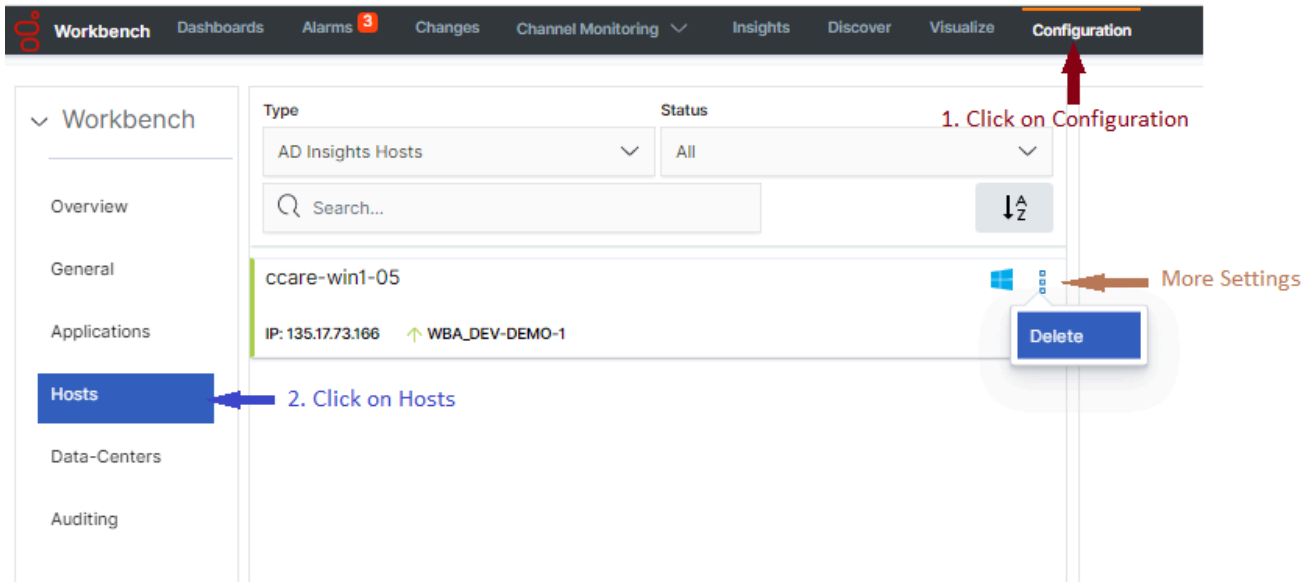 Workbench Dashboards Alarms 3 Changes Channel Monitoring Insights Discover Visualize Configuration
1. Click on Configuration
Workbench
Overview
General
Applications
Hosts
Data-Centers
Auditing
Type Status
AD Insights Hosts All
Search... A Z
ccare-win1-05
More Settings
IP: 135.17.73.166 WBA_DEV-DEMO-1
Delete
2. Click on Hosts